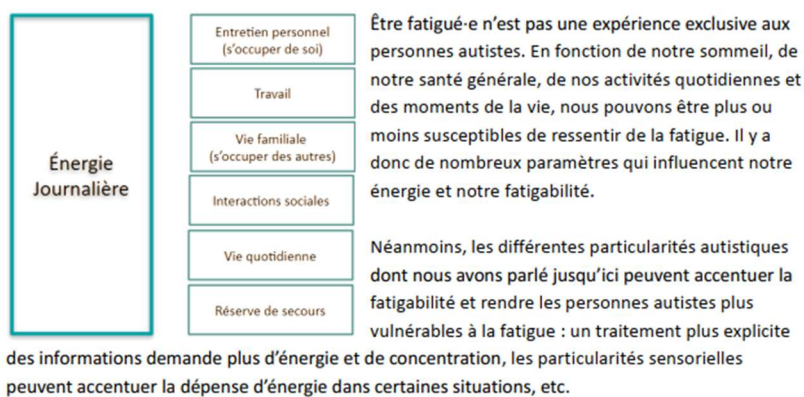 Énergie
Journalière
Entretien personnel
(s'occuper de soi)
Travail
Vie familiale
(s'occuper des autres)
Interactions sociales
Vie quotidienne
Réserve de secours
Être fatigué·e n'est pas une expérience exclusive aux
personnes autistes. En fonction de notre sommeil, de
notre santé générale, de nos activités quotidiennes et
des moments de la vie, nous pouvons être plus ou
moins susceptibles de ressentir de la fatigue. Il y a
donc de nombreux paramètres qui influencent notre
énergie et notre fatigabilité.
Néanmoins, les différentes particularités autistiques
dont nous avons parlé jusqu'ici peuvent accentuer la
fatigabilité et rendre les personnes autistes plus
vulnérables à la fatigue : un traitement plus explicite
des informations demande plus d'énergie et de concentration, les particularités sensorielles
peuvent accentuer la dépense d'énergie dans certaines situations, etc.